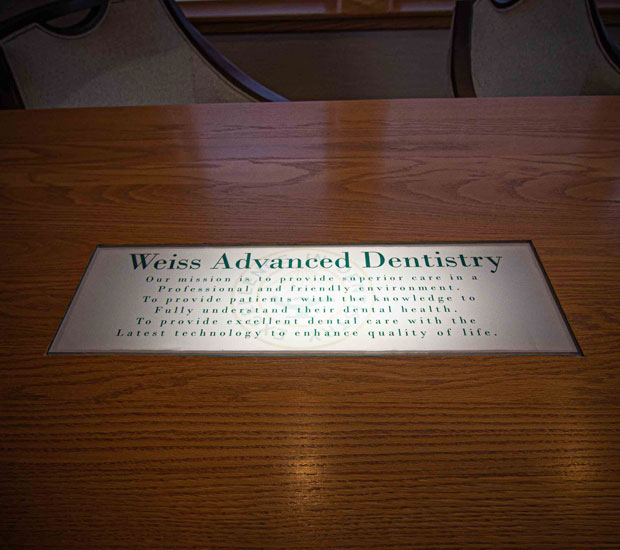 Weiss Advanced Dentistry
Our mission is to provide superior care in a
Professional and friendly environment.
To provide patients with the knowledge to
Fully understand their dental health.
To provide excellent dental care with the
Latest technology to enhance quality of life.